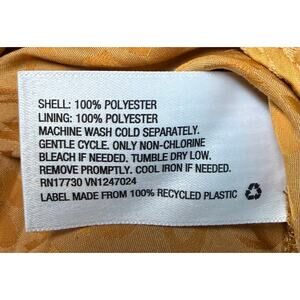 SHELL: 100% POLYESTER
LINING: 100% POLYESTER
MACHINE WASH COLD SEPARATELY.
GENTLE CYCLE. ONLY NON-CHLORINE
BLEACH IF NEEDED. TUMBLE DRY LOW.
REMOVE PROMPTLY. COOL IRON IF NEEDED.
RN17730 VN1247024
LABEL MADE FROM 100% RECYCLED PLASTIC